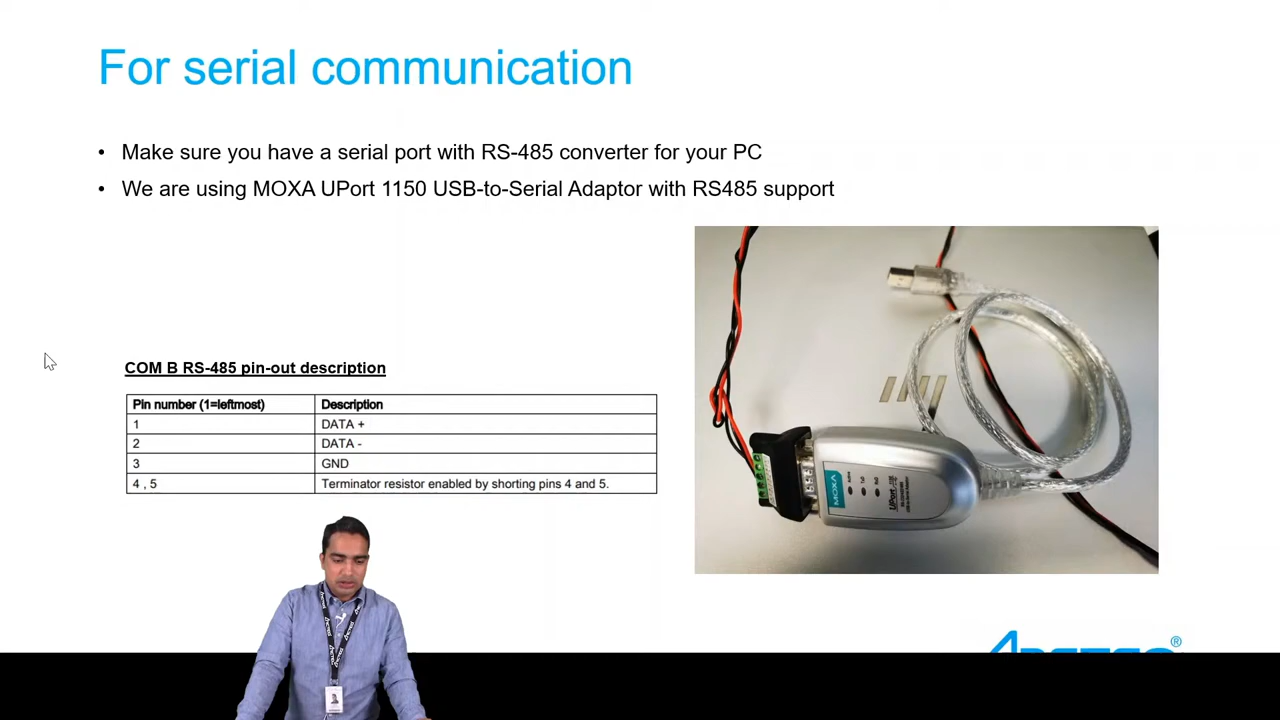 For serial communication
• Make sure you have a serial port with RS-485 converter for your PC
• We are using MOXA UPort 1150 USB-to-Serial Adaptor with RS485 support
COM B RS-485 pin-out description
Pin number (1=leftmost) Description
1 DATA +
2 DATA -
3 GND
4 , 5 Terminator resistor enabled by shorting pins 4 and 5.
MOXA
UPort
®